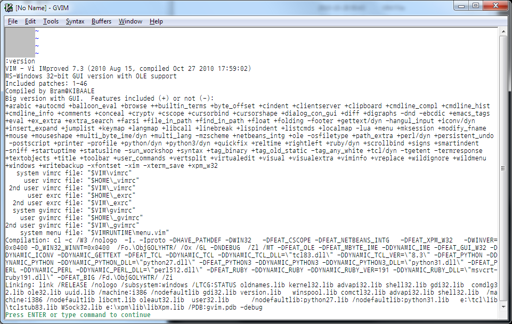 [No Name] - GVIM
File Edit Tools Syntax Buffers Window Help
~
~
~
:version
VIM - Vi IMproved 7.3 (2010 Aug 15, compiled Oct 27 2010 17:59:02)
MS-Windows 32-bit GUI version with OLE support
Included patches: 1-46
Compiled by Bram@KIBAALE
Big version with GUI.  Features included (+) or not (-):
+arabic +autocmd +balloon_eval +browse ++builtin_terms +byte_offset +cindent +clientserver +clipboard +cmdline_compl +cmdline_hist
+cmdline_info +comments +conceal +cryptv +cscope +cursorbind +cursorshape +dialog_con_gui +diff +digraphs -dnd -ebcdic +emacs_tags
+eval +ex_extra +extra_search +farsi +file_in_path +find_in_path +float +folding -footer +gettext/dyn -hangul_input +iconv/dyn
+insert_expand +jumplist +keymap +langmap +libcall +linebreak +lispindent +listcmds +localmap -lua +menu +mksession +modify_fname
+mouse +mouseshape +multi_byte_ime/dyn +multi_lang -mzscheme +netbeans_intg +ole -osfiletype +path_extra +perl/dyn +persistent_undo
-postscript +printer -profile +python/dyn +python3/dyn +quickfix +reltime +rightleft +ruby/dyn +scrollbind +signs +smartindent
-sniff +startuptime +statusline -sun_workshop +syntax +tag_binary +tag_old_static -tag_any_white +tcl/dyn -tgetent -termresponse
+textobjects +title +toolbar +user_commands +vertsplit +virtualedit +visual +visualextra +viminfo +vreplace +wildignore +wildmenu
+windows +writebackup -xfontset -xim -xterm_save +xpm_w32
system vimrc file: "$VIM\vimrc"
user vimrc file: "$HOME\_vimrc"
2nd user vimrc file: "$VIM\_vimrc"
user exrc file: "$HOME\_exrc"
2nd user exrc file: "$VIM\_exrc"
system gvimrc file: "$VIM\gvimrc"
user gvimrc file: "$HOME\_gvimrc"
2nd user gvimrc file: "$VIM\_gvimrc"
system menu file: "$VIMRUNTIME\menu.vim"
Compilation: cl -c /W3 /nologo  -I. -Iproto -DHAVE_PATHDEF -DWIN32   -DFEAT_CSCOPE -DFEAT_NETBEANS_INTG   -DFEAT_XPM_W32   -DWINVER=
0x0400 -D_WIN32_WINNT=0x0400  /Fo.\ObjGOLYHTR/ /Ox /GL -DNDEBUG  /Zl /MT -DFEAT_OLE -DFEAT_MBYTE_IME -DDYNAMIC_IME -DFEAT_GUI_W32 -D
DYNAMIC_ICONV -DDYNAMIC_GETTEXT -DFEAT_TCL -DDYNAMIC_TCL -DDYNAMIC_TCL_DLL=\"tcl83.dll\" -DDYNAMIC_TCL_VER=\"8.3\" -DFEAT_PYTHON -DD
YNAMIC_PYTHON -DDYNAMIC_PYTHON_DLL=\"python27.dll\" -DFEAT_PYTHON3 -DDYNAMIC_PYTHON3 -DDYNAMIC_PYTHON3_DLL=\"python31.dll\" -DFEAT_P
ERL -DDYNAMIC_PERL -DDYNAMIC_PERL_DLL=\"perl512.dll\" -DFEAT_RUBY -DDYNAMIC_RUBY -DDYNAMIC_RUBY_VER=191 -DDYNAMIC_RUBY_DLL=\"msvcrt-
ruby191.dll\" -DFEAT_BIG /Fd.\ObjGOLYHTR/ /Zi
Linking: link /RELEASE /nologo /subsystem:windows /LTCG:STATUS oldnames.lib kernel32.lib advapi32.lib shell32.lib gdi32.lib  comdlg3
2.lib ole32.lib uuid.lib /machine:i386 /nodefaultlib gdi32.lib version.lib   winspool.lib comctl32.lib advapi32.lib shell32.lib
/machine:i386 /nodefaultlib libcmt.lib oleaut32.lib  user32.lib      /nodefaultlib:python27.lib /nodefaultlib:python31.lib   e:\tcl\lib
\tclstub83.lib WSock32.lib e:\xpm\lib\libXpm.lib /PDB:gvim.pdb -debug
Press ENTER or type command to continue